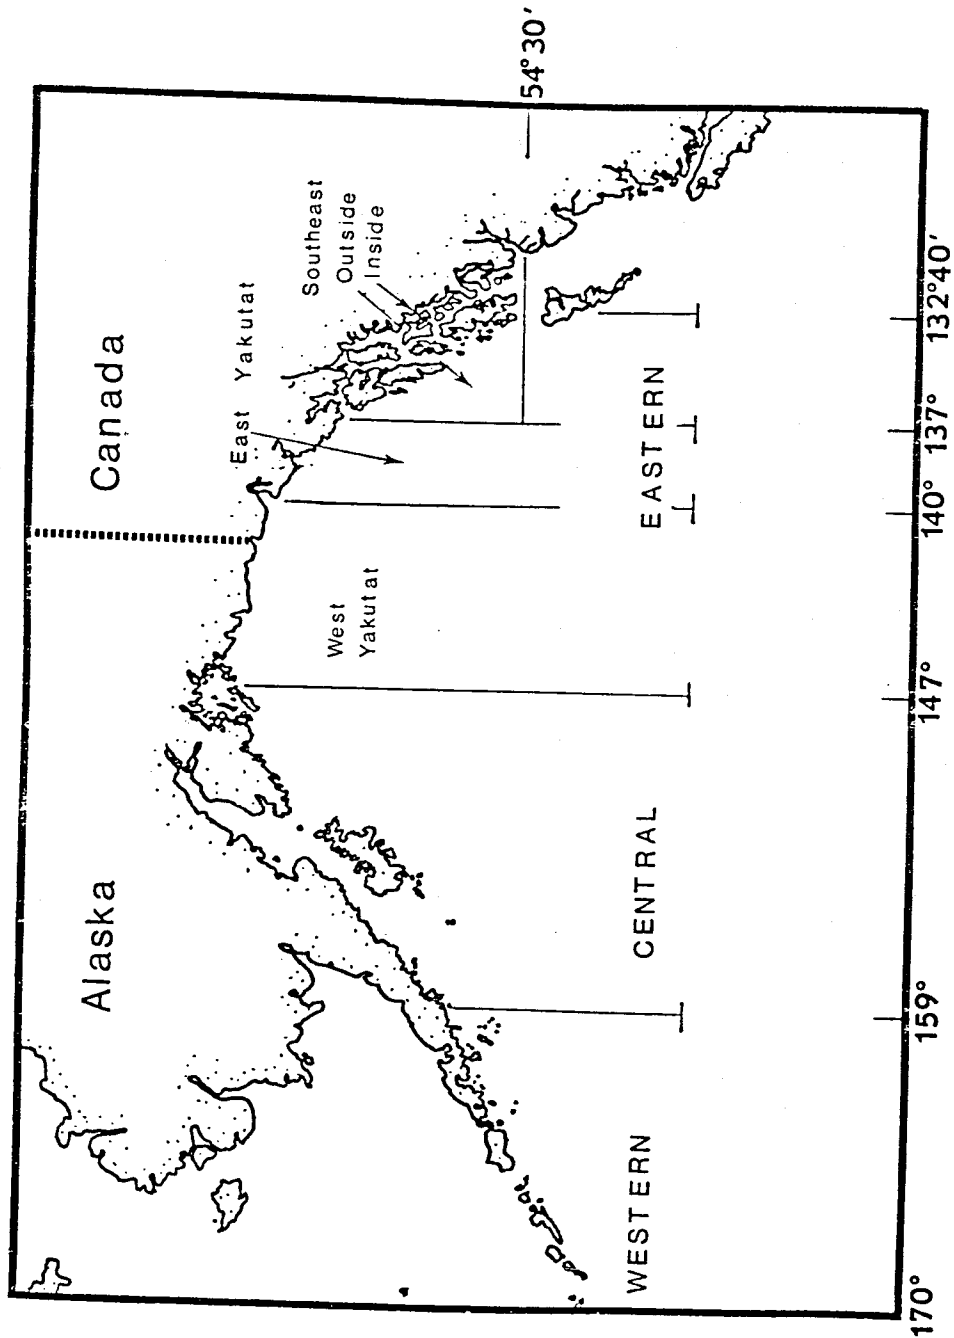 Alaska
Canada
East Yakutat
Southeast
Outside
Inside
West
Yakutat
WESTERN
CENTRAL
EASTERN
54°30′
170°
159°
147°
140°
137°
132°40′